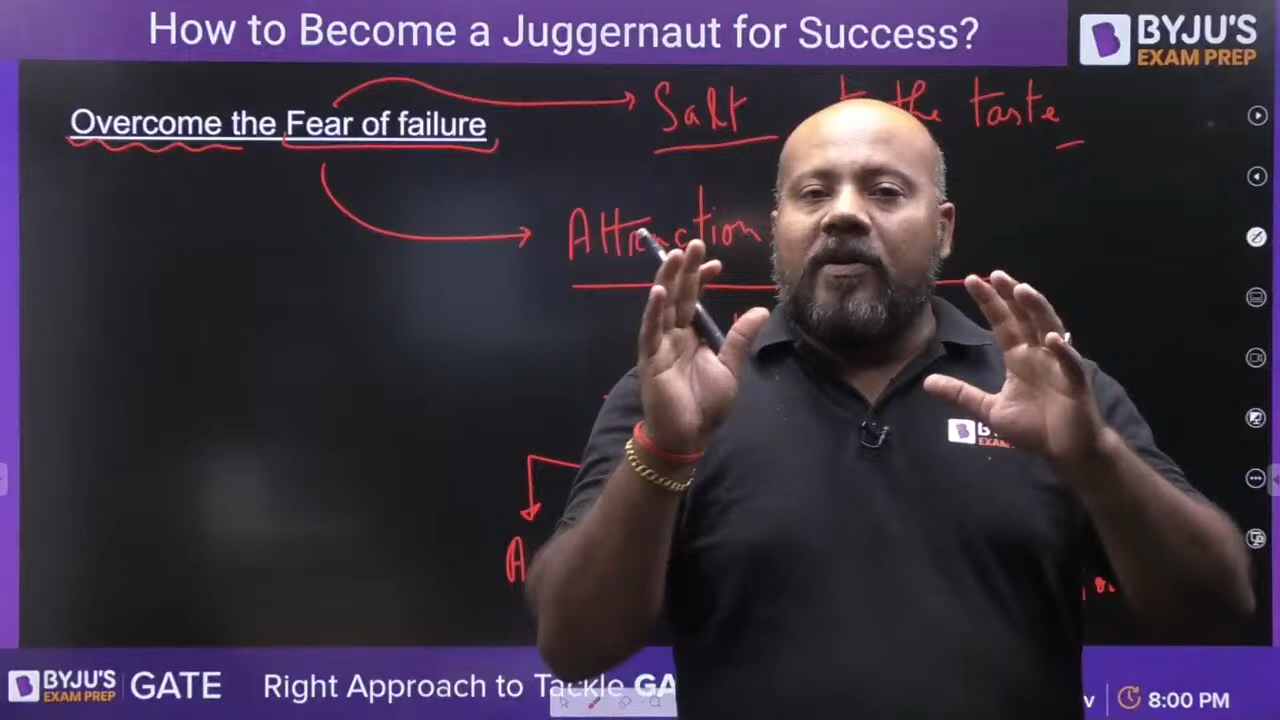 How to Become a Juggernaut for Success?
BYJU'S
EXAM PREP
Overcome the Fear of failure
Salt to the taste
Attraction
BYJU'S
EXAM PREP
GATE
Right Approach to Tackle
8:00 PM